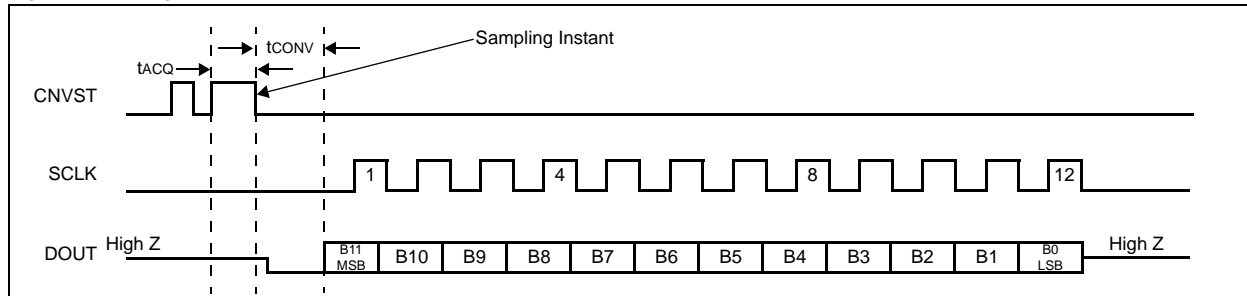 tCONV
Sampling Instant
tACQ
CNVST
SCLK
1
4
8
12
DOUT
High Z
B11
MSB
B10
B9
B8
B7
B6
B5
B4
B3
B2
B1
B0
LSB
High Z